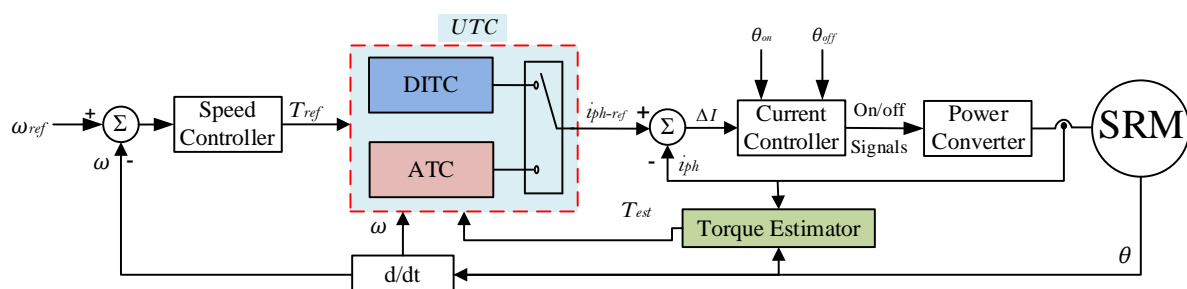 UTC
θon
θoff
DITC
ωref
+
Σ
-
ω
Speed
Controller
Tref
ATC
iph-ref
+
Σ
-
iph
ΔI
Current
Controller
On/off
Signals
Power
Converter
SRM
ω
Test
Torque Estimator
d/dt
θ